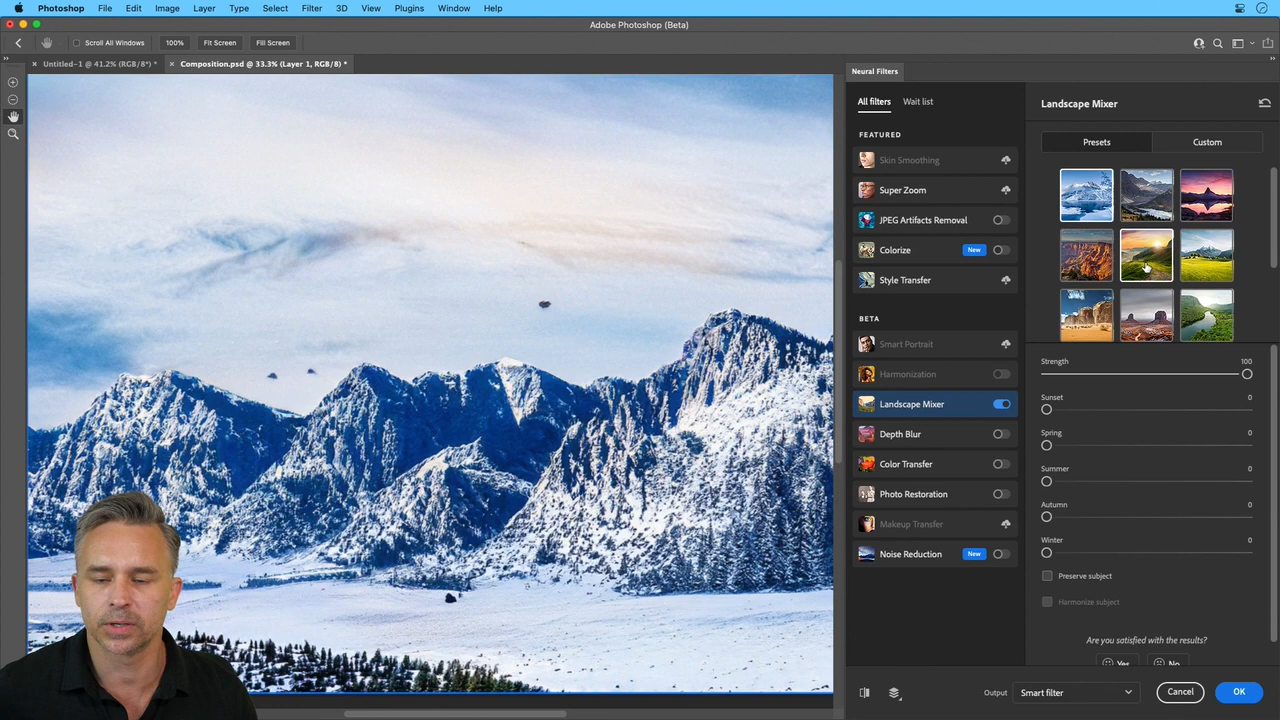 Photoshop File Edit Image Layer Type Select Filter 3D View Plugins Window Help
Adobe Photoshop (Beta)
Scroll All Windows 100% Fit Screen Fill Screen
Untitled-1 @ 41.2% (RGB/8*) * Composition.psd @ 33.3% (Layer 1, RGB/8) *
Neural Filters
All filters Wait list
FEATURED
Skin Smoothing
Super Zoom
JPEG Artifacts Removal
Colorize New
Style Transfer
BETA
Smart Portrait
Harmonization
Landscape Mixer
Depth Blur
Color Transfer
Photo Restoration
Makeup Transfer
Noise Reduction New
Landscape Mixer
Presets Custom
Strength 100
Sunset 0
Spring 0
Summer 0
Autumn 0
Winter 0
Preserve subject
Harmonize subject
Are you satisfied with the results?
Yes No
Output Smart filter Cancel OK